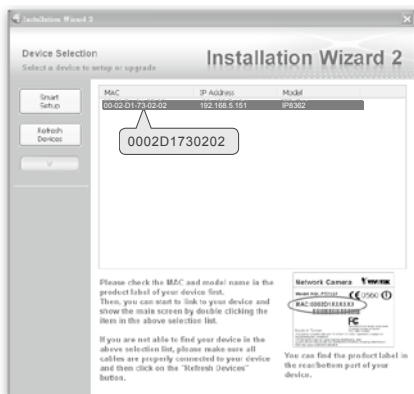 Installation Wizard 2
Device Selection
Select a device to setup or upgrade
Installation Wizard 2
Smart
Setup
Refresh
Devices
MAC IP Address Model
00-02-D1-73-02-02 192.168.5.151 IP8362
0002D1730202
Please check the MAC and model name in the
product label of your device first.
Then, you can start to link to your device and
show the main screen by double clicking the
item in the above selection list.
If you are not able to find your device in the
above selection list, please make sure all
cables are properly connected to your device
and then click on the "Refresh Devices"
button.
Network Camera VIVOTEK
0560
FC
You can find the product label in
the rear/bottom part of your
device.